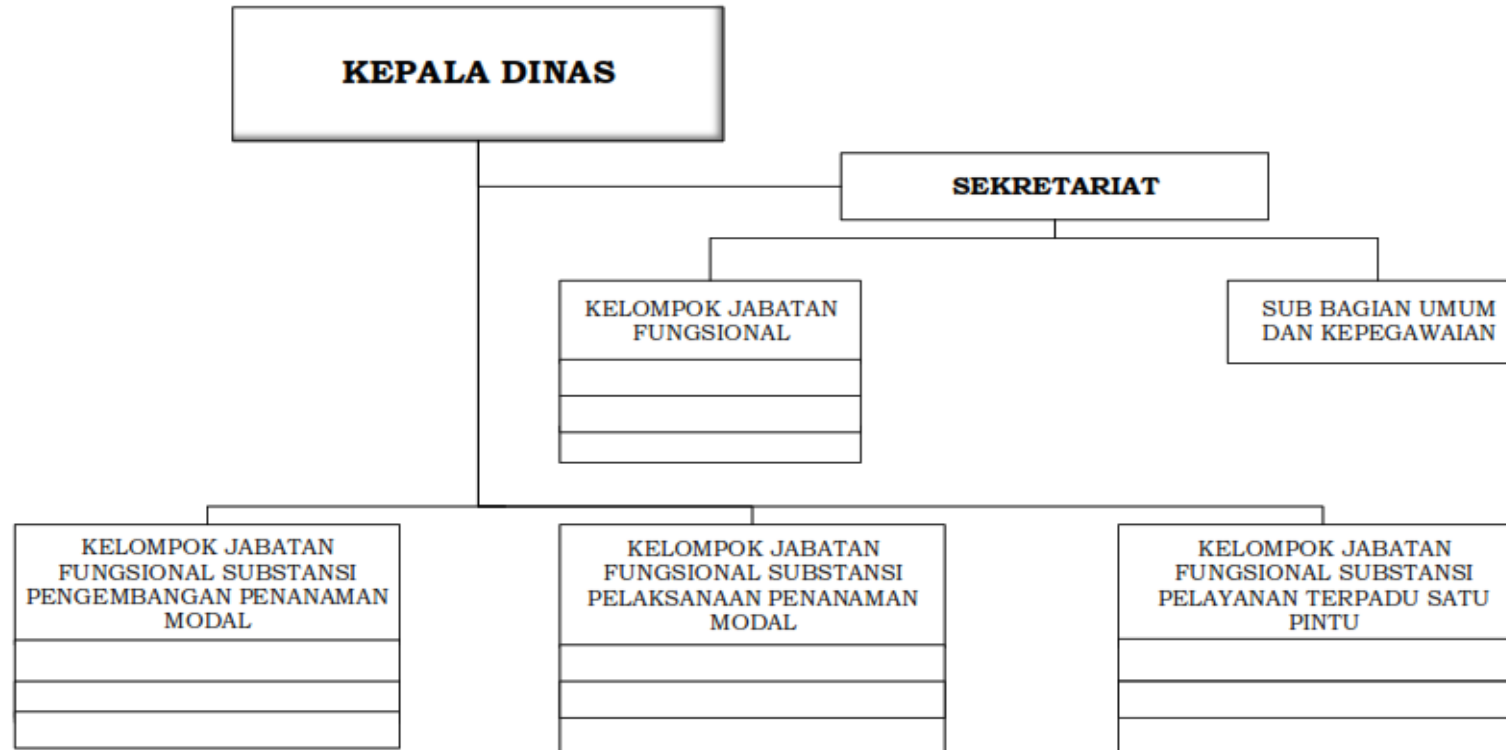 KEPALA DINAS
SEKRETARIAT
KELOMPOK JABATAN
FUNGSIONAL
SUB BAGIAN UMUM
DAN KEPEGAWAIAN
KELOMPOK JABATAN
FUNGSIONAL SUBSTANSI
PENGEMBANGAN PENANAMAN
MODAL
KELOMPOK JABATAN
FUNGSIONAL SUBSTANSI
PELAKSANAAN PENANAMAN
MODAL
KELOMPOK JABATAN
FUNGSIONAL SUBSTANSI
PELAYANAN TERPADU SATU
PINTU